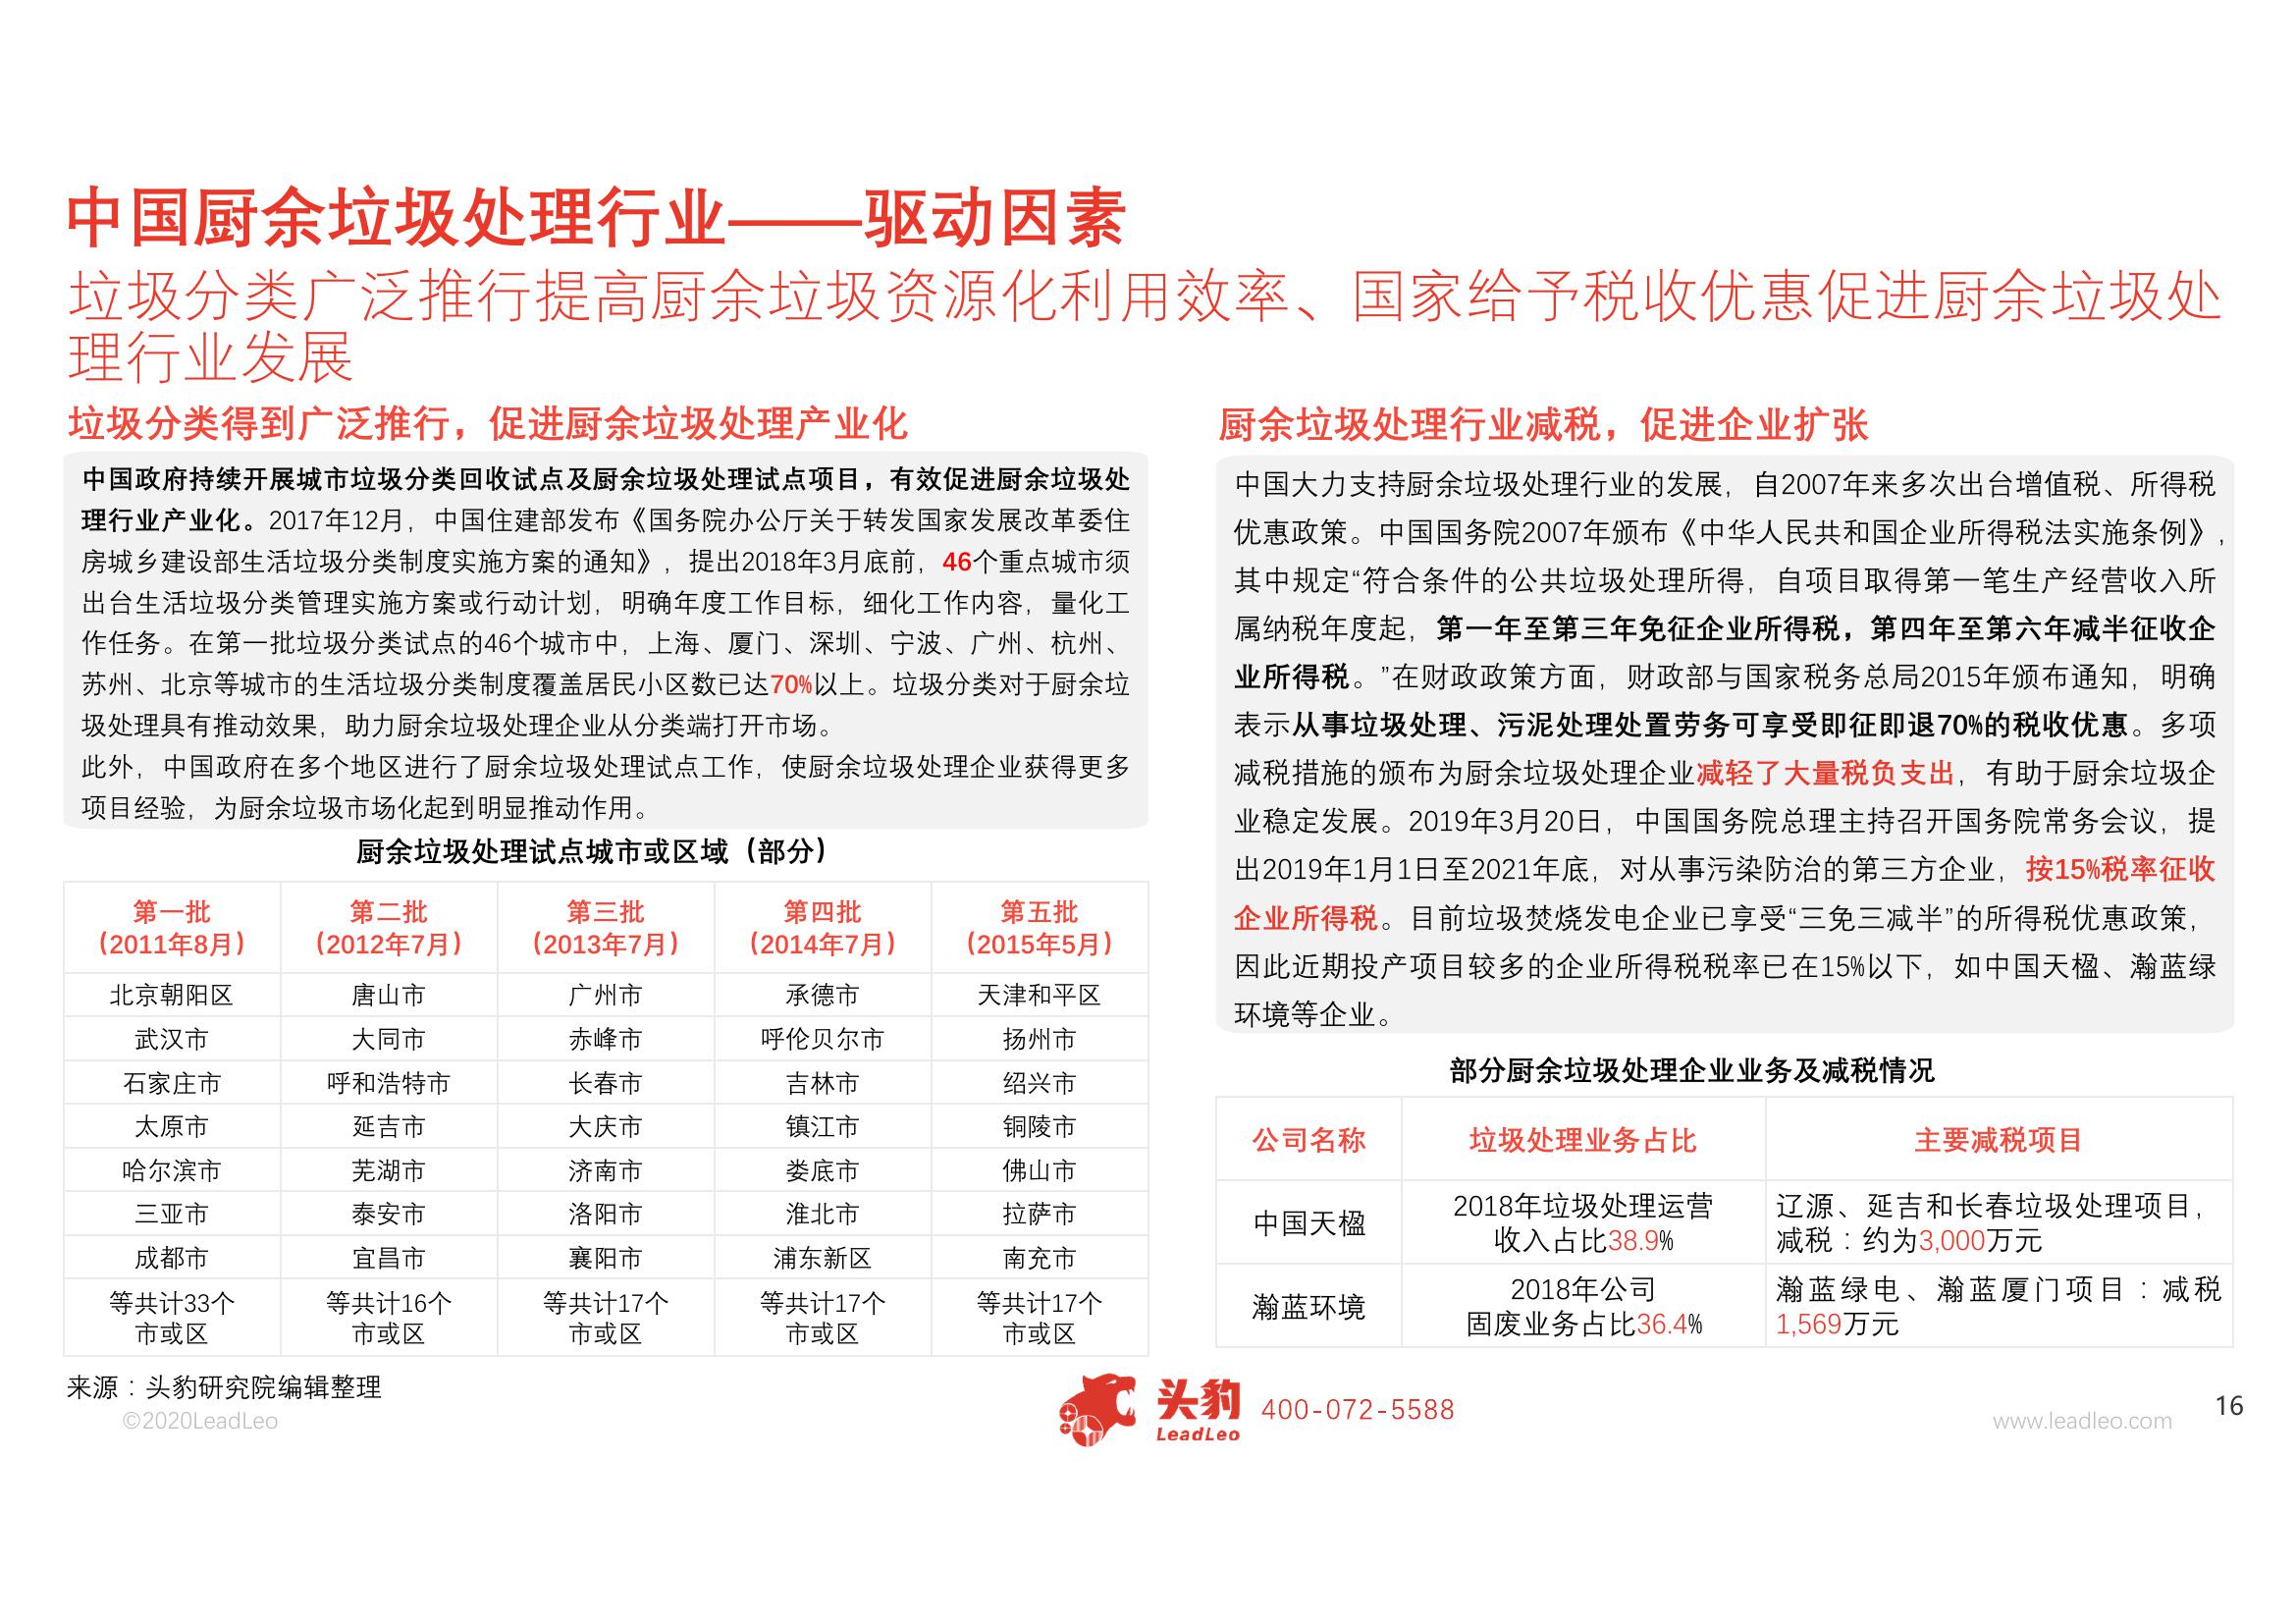 中国厨余垃圾处理行业——驱动因素
垃圾分类广泛推行提高厨余垃圾资源化利用效率、国家给予税收优惠促进厨余垃圾处
理行业发展
垃圾分类得到广泛推行，促进厨余垃圾处理产业化
中国政府持续开展城市垃圾分类回收试点及厨余垃圾处理试点项目，有效促进厨余垃圾处
理行业产业化。2017年12月，中国住建部发布《国务院办公厅关于转发国家发展改革委住
房城乡建设部生活垃圾分类制度实施方案的通知》，提出2018年3月底前，46个重点城市须
出台生活垃圾分类管理实施方案或行动计划，明确年度工作目标，细化工作内容，量化工
作任务。在第一批垃圾分类试点的46个城市中，上海、厦门、深圳、宁波、广州、杭州、
苏州、北京等城市的生活垃圾分类制度覆盖居民小区数已达70%以上。垃圾分类对于厨余垃
圾处理具有推动效果，助力厨余垃圾处理企业从分类端打开市场。
此外，中国政府在多个地区进行了厨余垃圾处理试点工作，使厨余垃圾处理企业获得更多
项目经验，为厨余垃圾市场化起到明显推动作用。
厨余垃圾处理试点城市或区域（部分）
第一批 第二批 第三批 第四批 第五批
（2011年8月） （2012年7月） （2013年7月） （2014年7月） （2015年5月）
北京朝阳区 唐山市 广州市 承德市 天津和平区
武汉市 大同市 赤峰市 呼伦贝尔市 扬州市
石家庄市 呼和浩特市 长春市 吉林市 绍兴市
太原市 延吉市 大庆市 镇江市 铜陵市
哈尔滨市 芜湖市 济南市 娄底市 佛山市
三亚市 泰安市 洛阳市 淮北市 拉萨市
成都市 宜昌市 襄阳市 浦东新区 南充市
等共计33个 等共计16个 等共计17个 等共计17个 等共计17个
市或区 市或区 市或区 市或区 市或区
厨余垃圾处理行业减税，促进企业扩张
中国大力支持厨余垃圾处理行业的发展，自2007年来多次出台增值税、所得税
优惠政策。中国国务院2007年颁布《中华人民共和国企业所得税法实施条例》，
其中规定“符合条件的公共垃圾处理所得，自项目取得第一笔生产经营收入所
属纳税年度起，第一年至第三年免征企业所得税，第四年至第六年减半征收企
业所得税。”在财政政策方面，财政部与国家税务总局2015年颁布通知，明确
表示从事垃圾处理、污泥处理处置劳务可享受即征即退70%的税收优惠。多项
减税措施的颁布为厨余垃圾处理企业减轻了大量税负支出，有助于厨余垃圾企
业稳定发展。2019年3月20日，中国国务院总理主持召开国务院常务会议，提
出2019年1月1日至2021年底，对从事污染防治的第三方企业，按15%税率征收
企业所得税。目前垃圾焚烧发电企业已享受“三免三减半”的所得税优惠政策，
因此近期投产项目较多的企业所得税税率已在15%以下，如中国天楹、瀚蓝绿
环境等企业。
部分厨余垃圾处理企业业务及减税情况
公司名称 垃圾处理业务占比 主要减税项目
中国天楹 2018年垃圾处理运营 辽源、延吉和长春垃圾处理项目，
收入占比38.9% 减税：约为3,000万元
瀚蓝环境 2018年公司 瀚蓝绿电、瀚蓝厦门项目：减税
固废业务占比36.4% 1,569万元
来源：头豹研究院编辑整理
©2020LeadLeo
头豹
LeadLeo
400-072-5588
www.leadleo.com
16